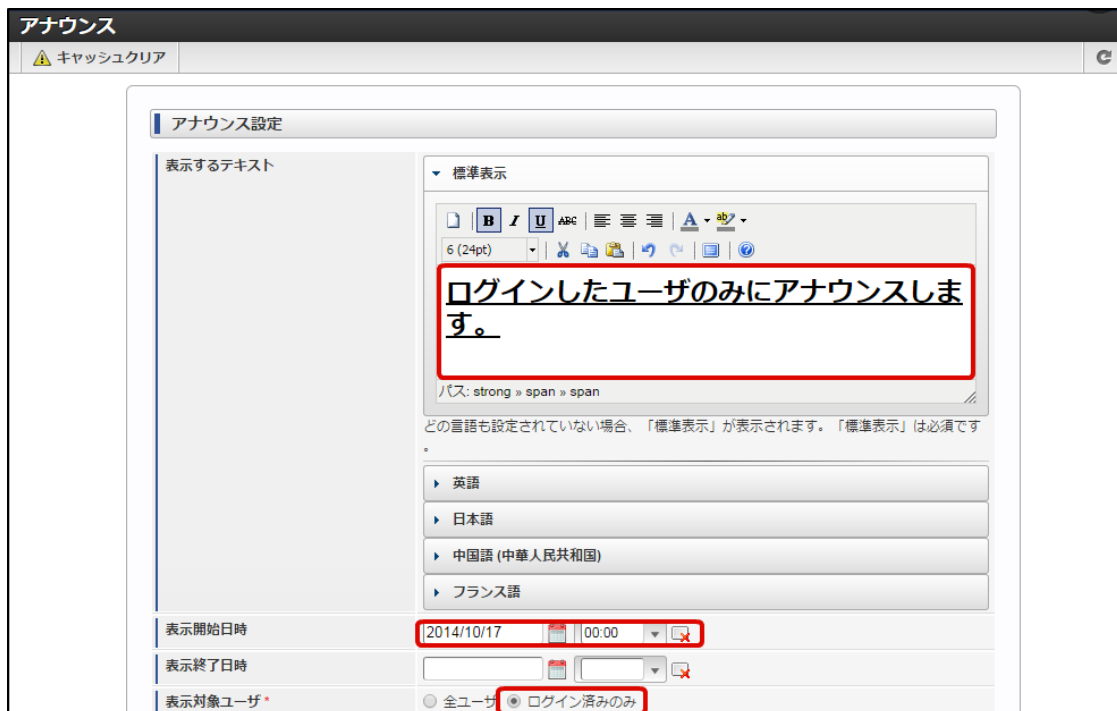 アナウンス
キャッシュクリア
アナウンス設定
表示するテキスト
標準表示
B I U ABC A ab
6 (24pt)
ログインしたユーザのみにアナウンスしま
す。
パス: strong » span » span
どの言語も設定されていない場合、「標準表示」が表示されます。「標準表示」は必須です
。
英語
日本語
中国語 (中華人民共和国)
フランス語
表示開始日時 2014/10/17 00:00
表示終了日時
表示対象ユーザ * 全ユーザ ログイン済みのみ